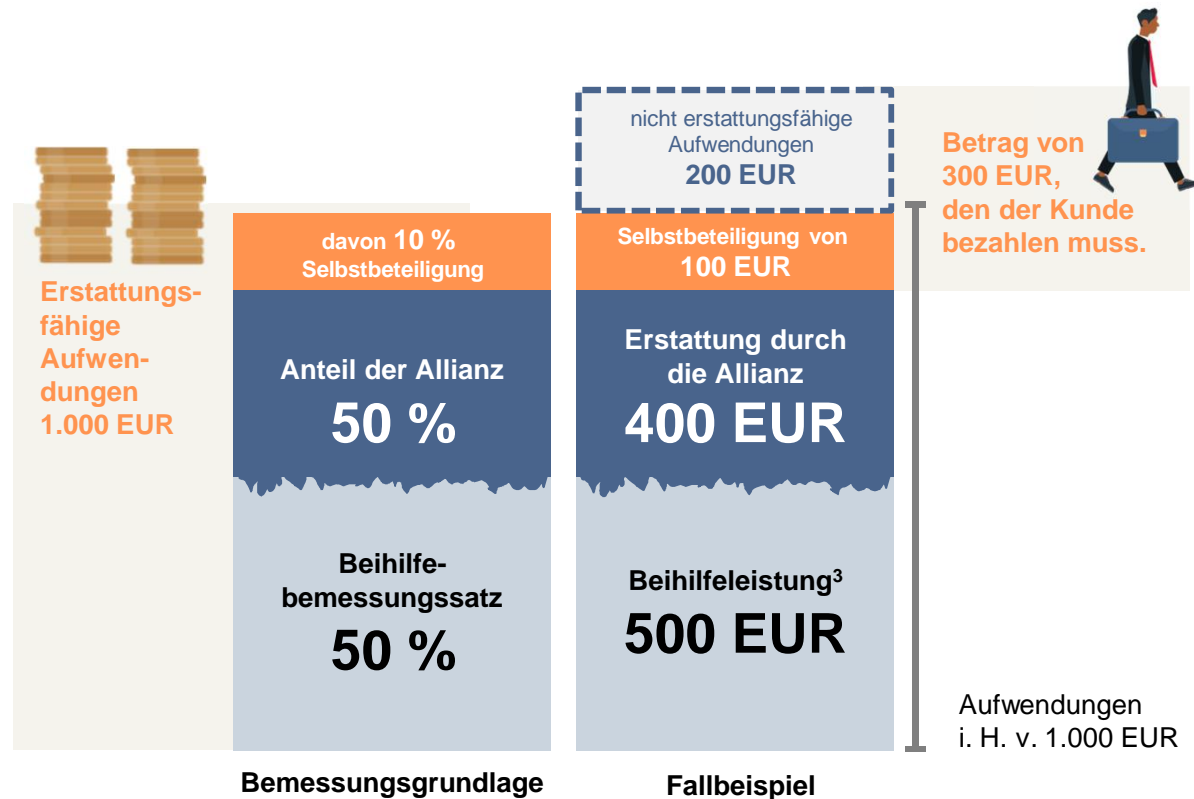 nicht erstattungsfähige
Aufwendungen
200 EUR
Betrag von
300 EUR,
den der Kunde
bezahlen muss.
davon 10 %
Selbstbeteiligung
Selbstbeteiligung von
100 EUR
Erstattungs-
fähige
Aufwen-
dungen
1.000 EUR
Anteil der Allianz
50 %
Erstattung durch
die Allianz
400 EUR
Beihilfe-
bemessungssatz
50 %
Beihilfeleistung³
500 EUR
Aufwendungen
i. H. v. 1.000 EUR
Bemessungsgrundlage
Fallbeispiel